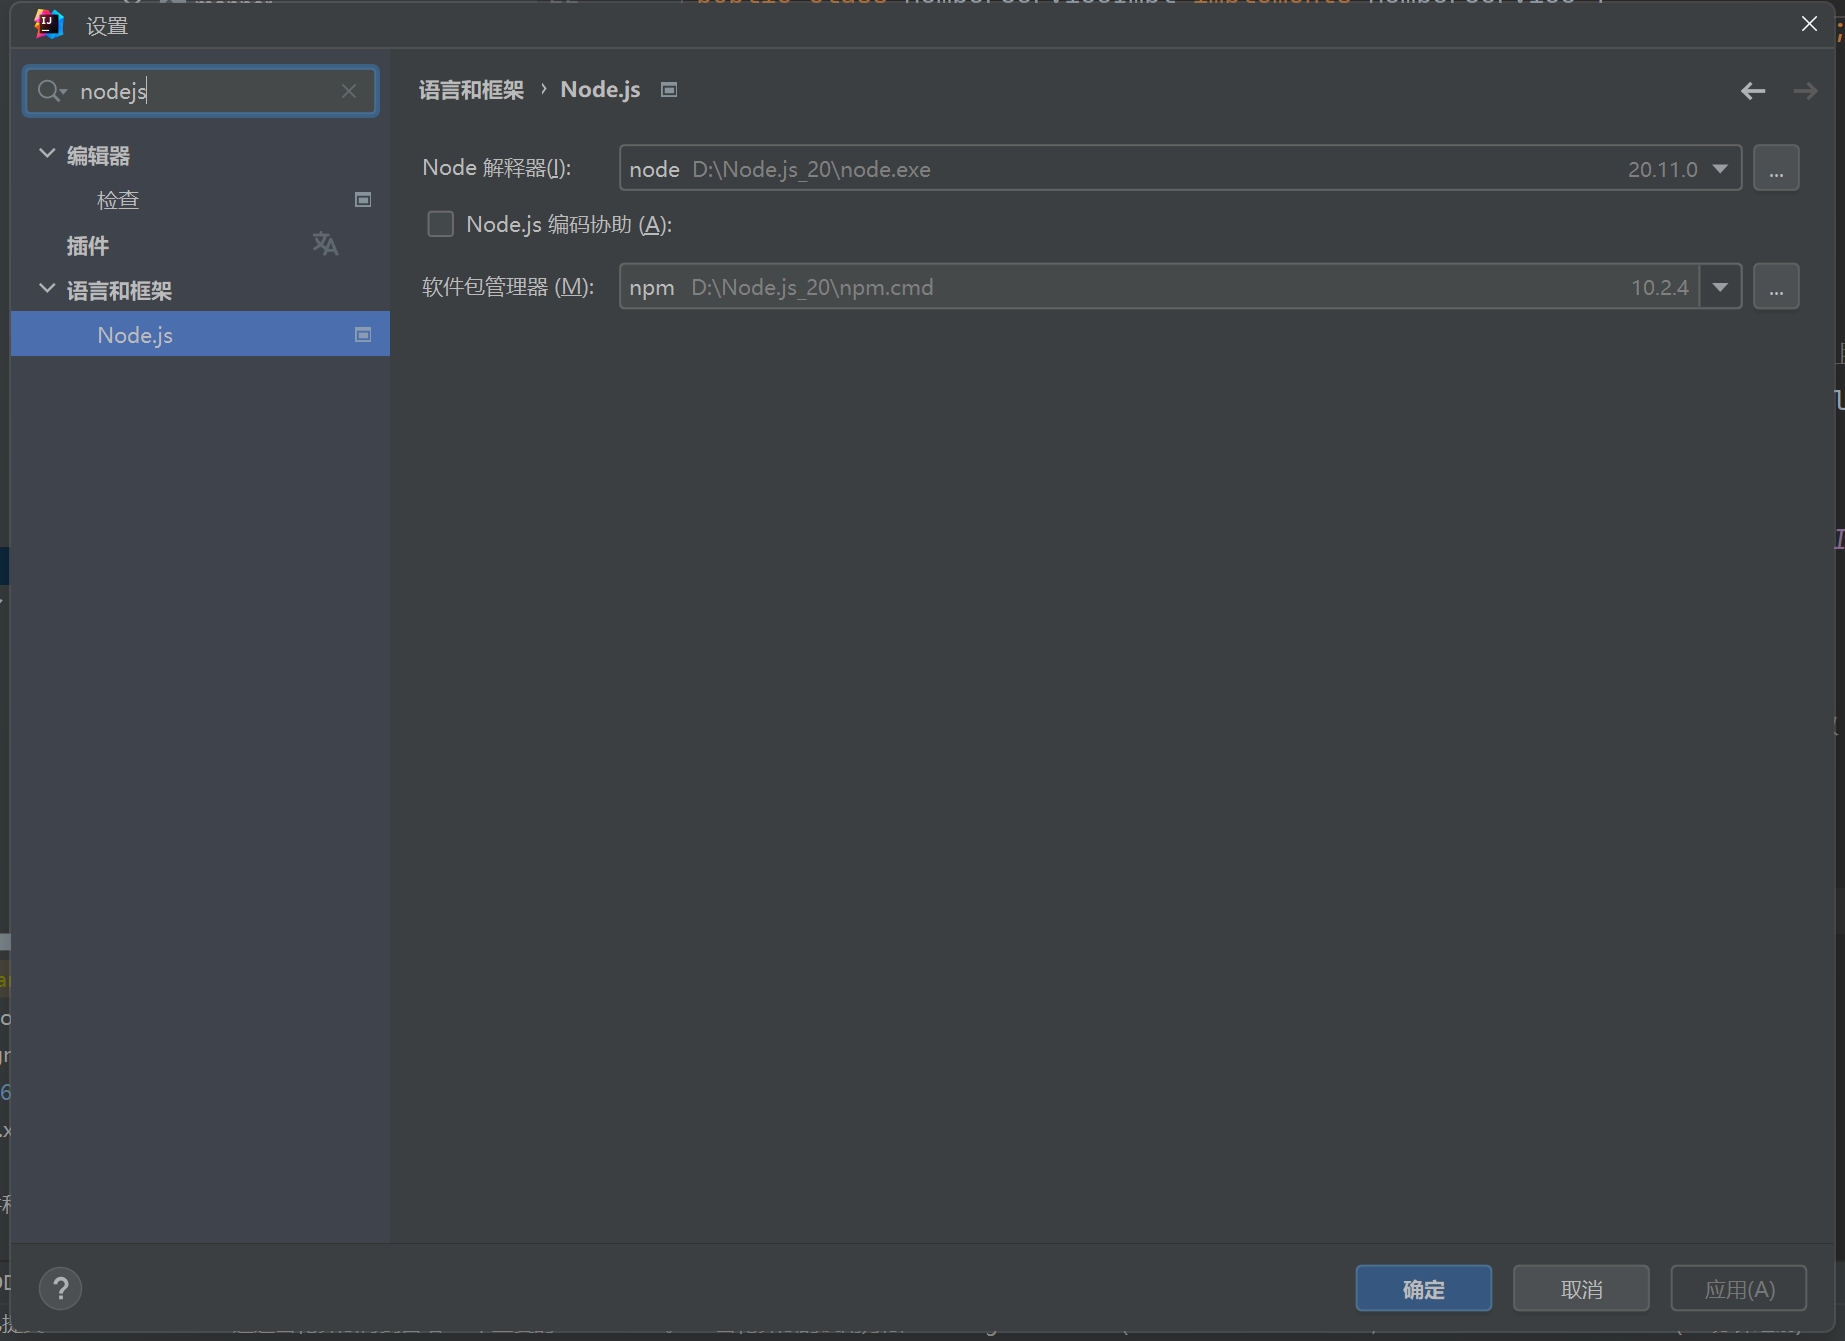 设置
nodejs
编辑器
检查
插件
语言和框架
Node.js
语言和框架 › Node.js
Node 解释器(I):
node D:\Node.js_20\node.exe 20.11.0
...
Node.js 编码协助 (A):
软件包管理器 (M):
npm D:\Node.js_20\npm.cmd 10.2.4
...
?
确定
取消
应用(A)